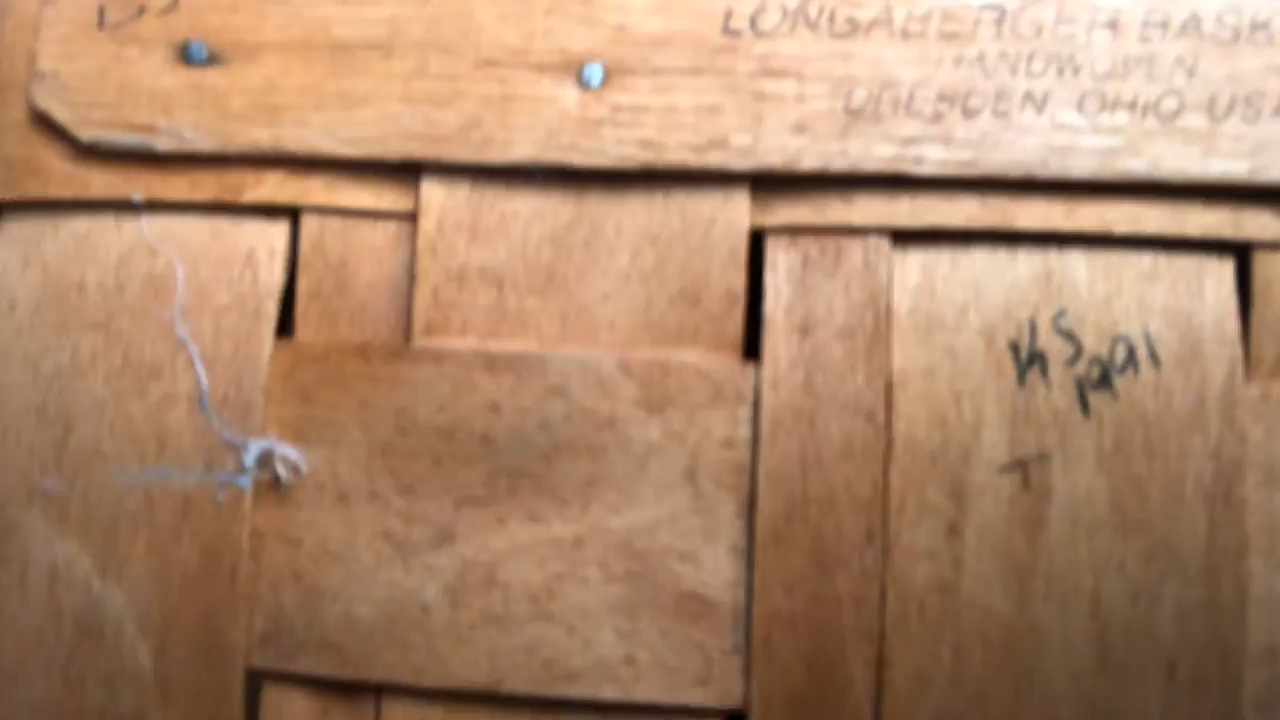 LONGABERGER BASK
HANDWOVEN
DRESDEN, OHIO USA
KS
1991
T